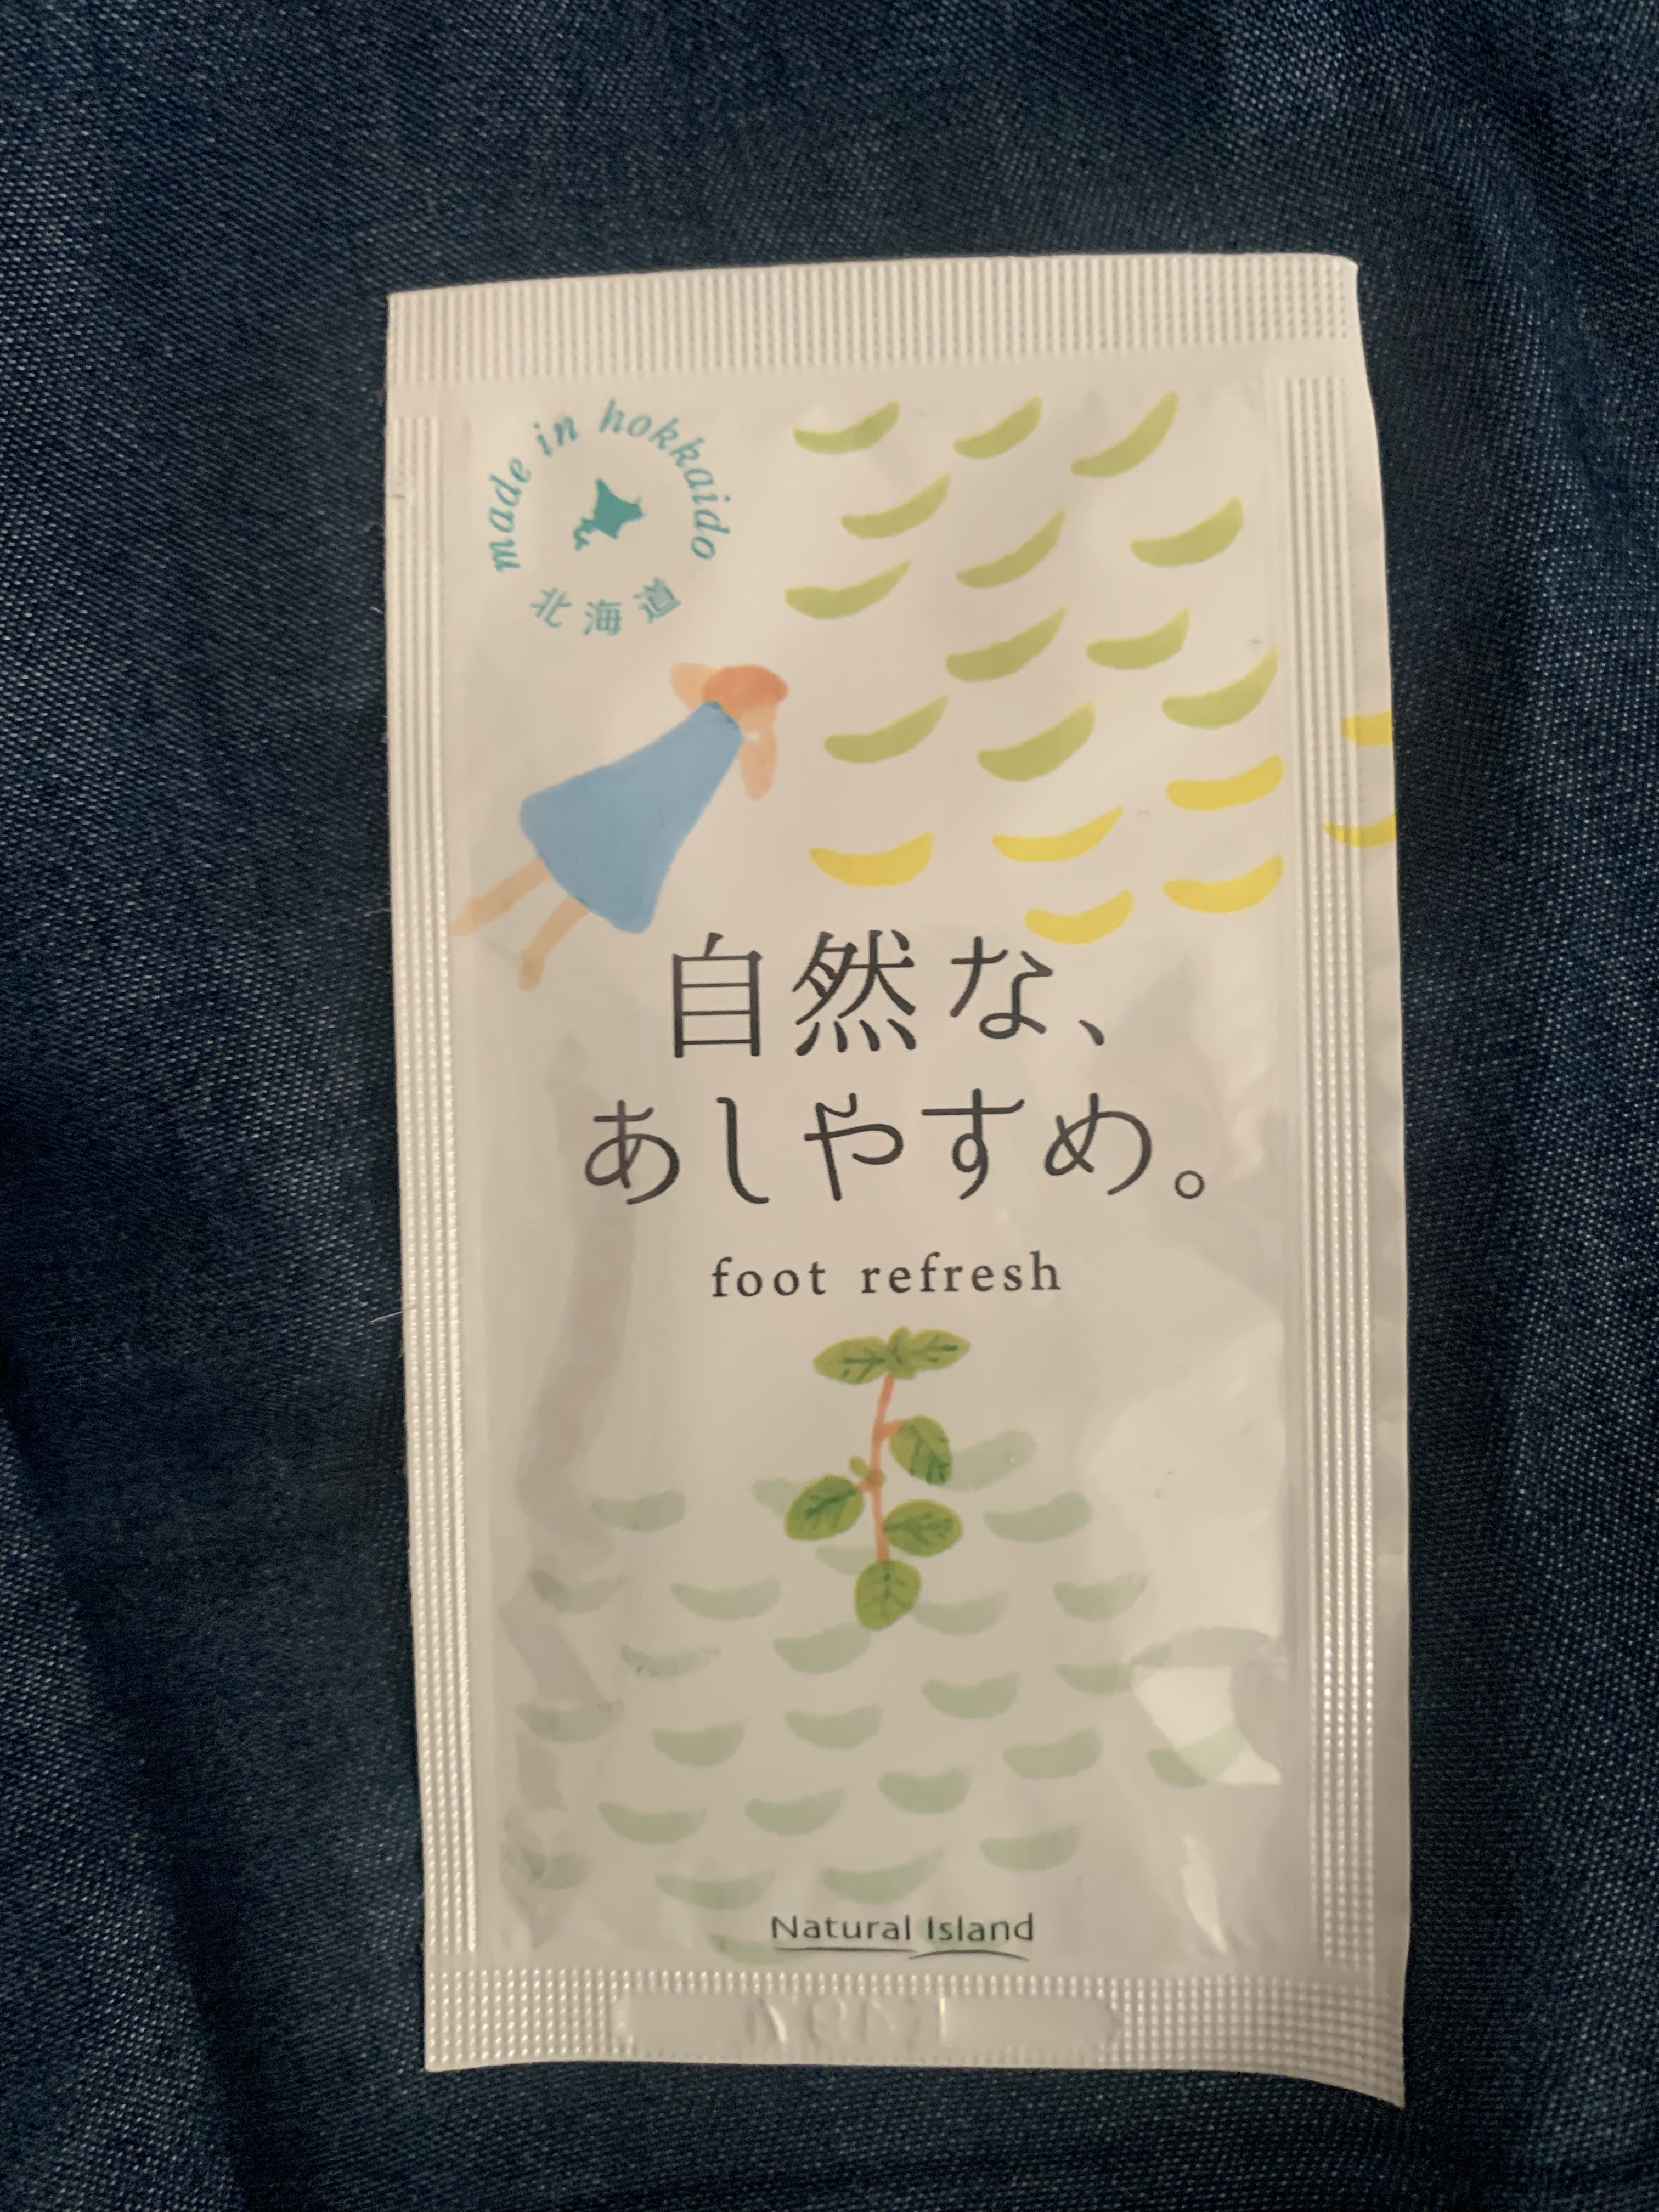 made in hokkaido
北海道
自然な、
あしやすめ。
foot refresh
Natural Island